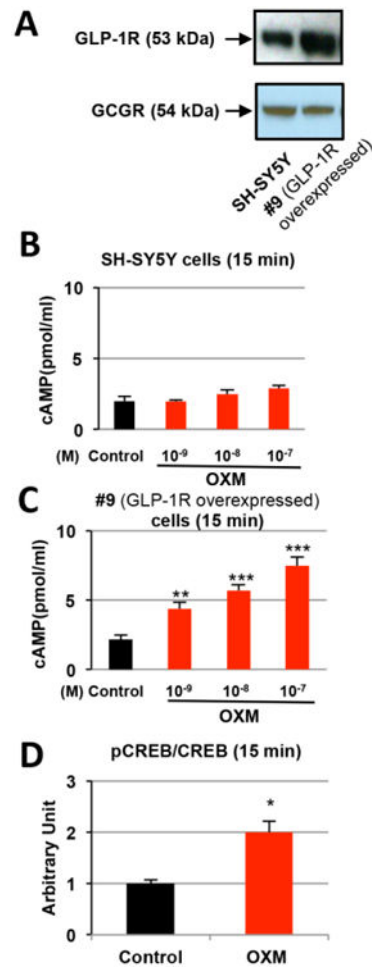 A
GLP-1R (53 kDa)
GCGR (54 kDa)
SH-SY5Y
#9 (GLP-1R
overexpressed)
B
SH-SY5Y cells (15 min)
cAMP(pmol/ml)
10
5
0
(M) Control 10⁻⁹ 10⁻⁸ 10⁻⁷
OXM
C
#9 (GLP-1R overexpressed)
cells (15 min)
cAMP(pmol/ml)
10
5
0
** *** ***
(M) Control 10⁻⁹ 10⁻⁸ 10⁻⁷
OXM
D
pCREB/CREB (15 min)
Arbitrary Unit
3
2
1
0
*
Control OXM